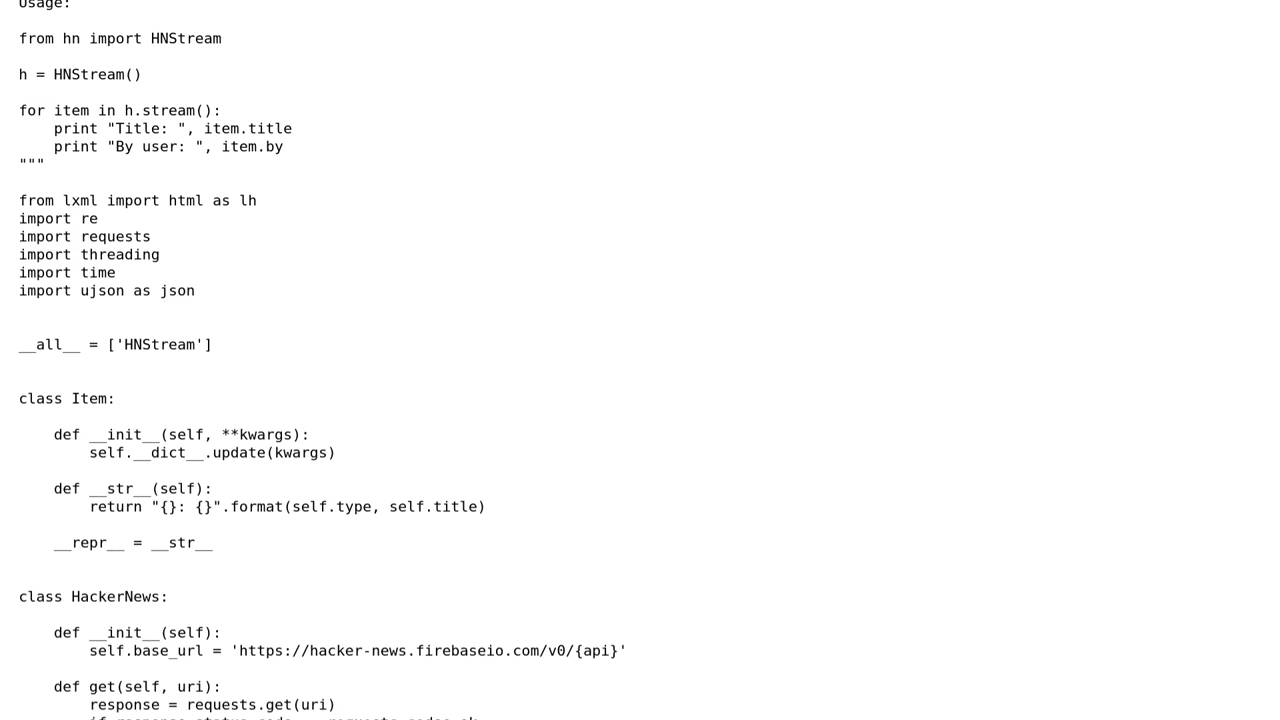 Usage:
from hn import HNStream
h = HNStream()
for item in h.stream():
    print "Title: ", item.title
    print "By user: ", item.by
"""
from lxml import html as lh
import re
import requests
import threading
import time
import ujson as json
__all__ = ['HNStream']
class Item:
    def __init__(self, **kwargs):
        self.__dict__.update(kwargs)
    def __str__(self):
        return "{}: {}".format(self.type, self.title)
    __repr__ = __str__
class HackerNews:
    def __init__(self):
        self.base_url = 'https://hacker-news.firebaseio.com/v0/{api}'
    def get(self, uri):
        response = requests.get(uri)